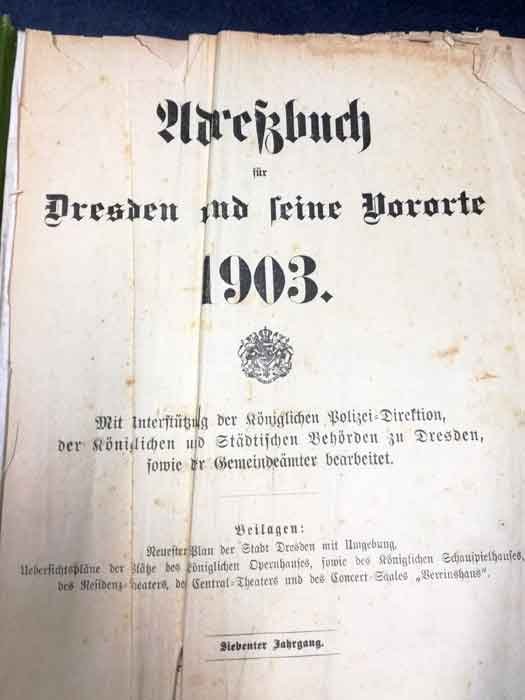 Adreßbuch
für
Dresden und seine Vororte
1903.
Mit Unterstützung der Königlichen Polizei=Direktion,
der Königlichen und Städtischen Behörden zu Dresden,
sowie der Gemeindeämter bearbeitet.
Beilagen:
Neuester Plan der Stadt Dresden mit Umgebung,
Uebersichtspläne der Plätze des Königlichen Opernhauses, sowie des Königlichen Schauspielhauses,
des Residenz=Theaters, des Central=Theaters und des Concert=Saales „Vereinshaus".
Siebenter Jahrgang.